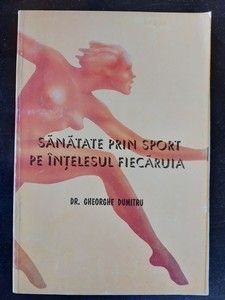 SĂNĂTATE PRIN SPORT
PE ÎNȚELESUL FIECĂRUIA
DR. GHEORGHE DUMITRU